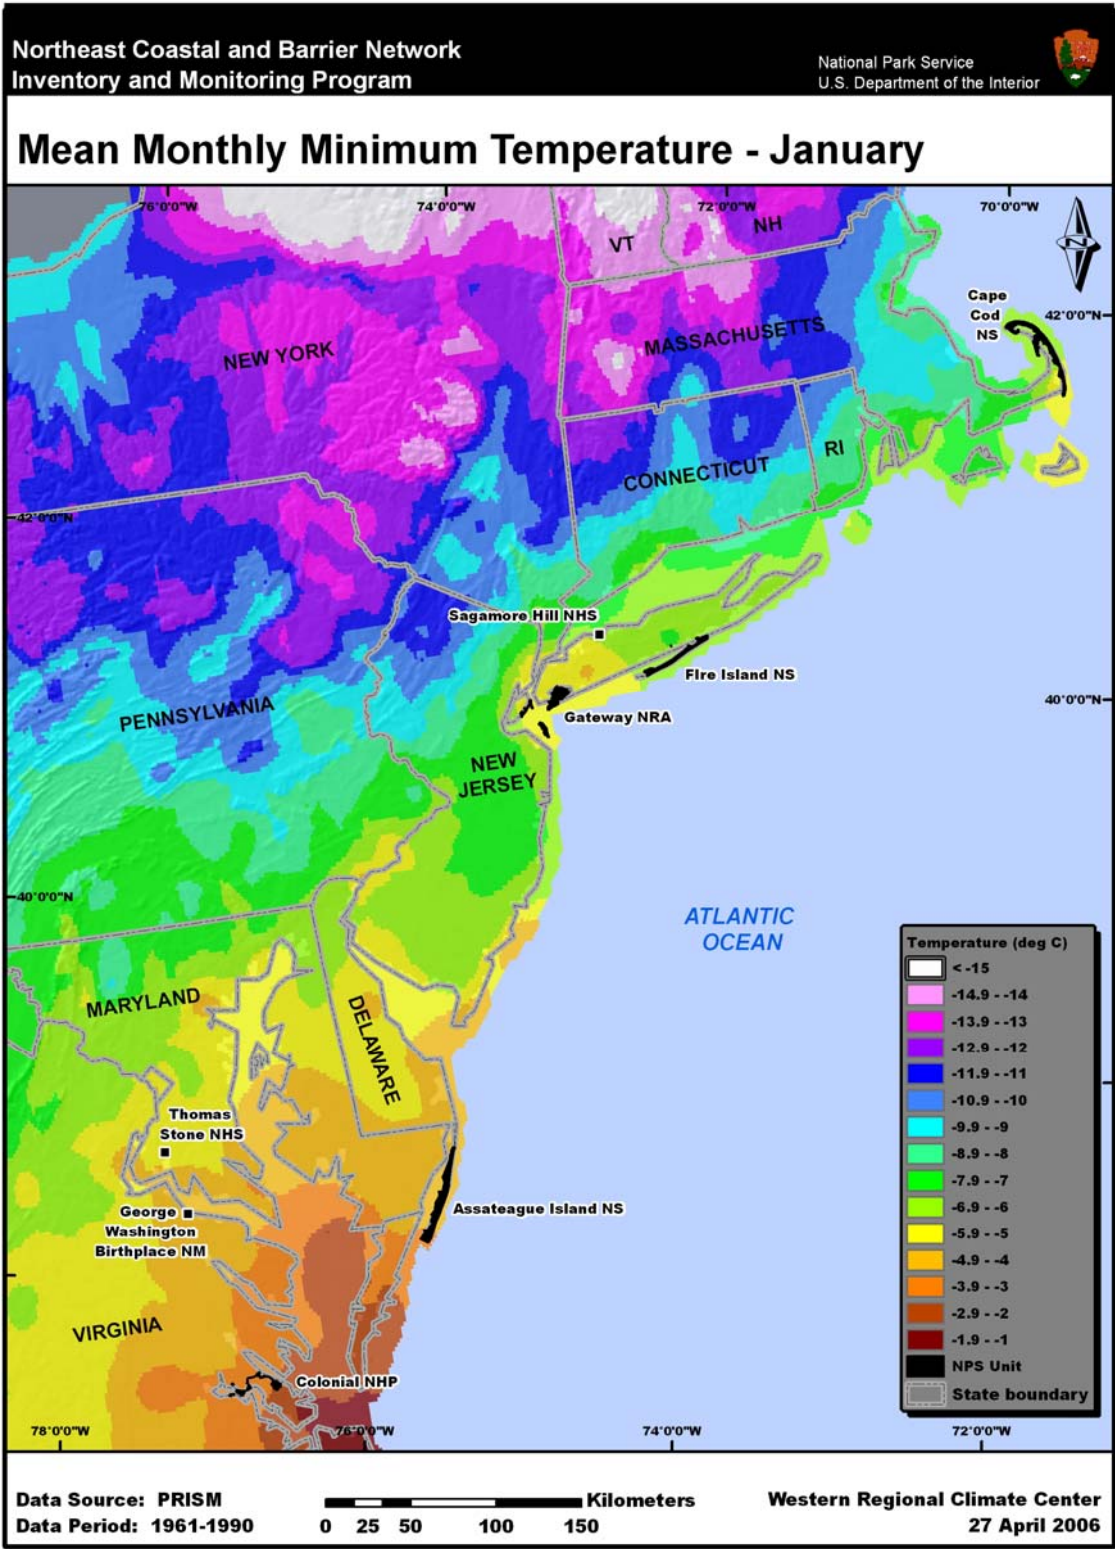 Northeast Coastal and Barrier Network
Inventory and Monitoring Program
National Park Service
U.S. Department of the Interior
Mean Monthly Minimum Temperature - January
76°0'0"W
74°0'0"W
72°0'0"W
70°0'0"W
VT
NH
N
Cape
Cod
NS
42°0'0"N
NEW YORK
MASSACHUSETTS
RI
CONNECTICUT
42°0'0"N
Sagamore Hill NHS
FIre Island NS
40°0'0"N
PENNSYLVANIA
Gateway NRA
NEW
JERSEY
40°0'0"N
ATLANTIC
OCEAN
MARYLAND
DELAWARE
Thomas
Stone NHS
George
Washington
Birthplace NM
Assateague Island NS
VIRGINIA
Colonial NHP
78°0'0"W
76°0'0"W
74°0'0"W
72°0'0"W
Temperature (deg C)
< -15
-14.9 - -14
-13.9 - -13
-12.9 - -12
-11.9 - -11
-10.9 - -10
-9.9 - -9
-8.9 - -8
-7.9 - -7
-6.9 - -6
-5.9 - -5
-4.9 - -4
-3.9 - -3
-2.9 - -2
-1.9 - -1
NPS Unit
State boundary
Data Source: PRISM
Data Period: 1961-1990
Kilometers
0 25 50 100 150
Western Regional Climate Center
27 April 2006